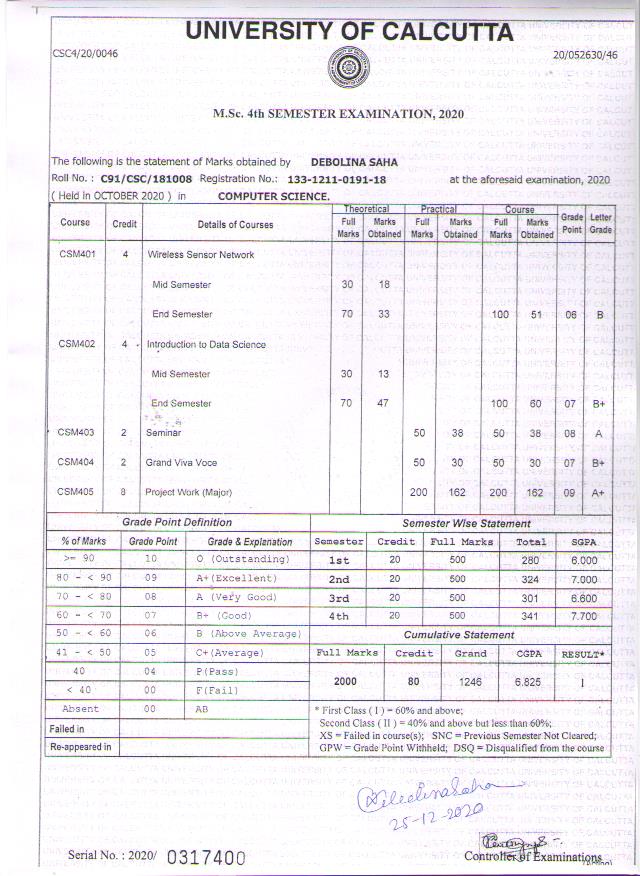 UNIVERSITY OF CALCUTTA
CSC4/20/0046 20/052630/46
M.Sc. 4th SEMESTER EXAMINATION, 2020
The following is the statement of Marks obtained by DEBOLINA SAHA
Roll No. : C91/CSC/181008 Registration No.: 133-1211-0191-18 at the aforesaid examination, 2020
( Held in OCTOBER 2020 ) in COMPUTER SCIENCE.
Theoretical Practical Course
Course Credit Details of Courses Full Marks Marks Obtained Full Marks Marks Obtained Full Marks Marks Obtained Grade Point Letter Grade
CSM401 4 Wireless Sensor Network
Mid Semester 30 18
End Semester 70 33 100 51 06 B
CSM402 4 Introduction to Data Science
Mid Semester 30 13
End Semester 70 47 100 60 07 B+
CSM403 2 Seminar 50 38 50 38 08 A
CSM404 2 Grand Viva Voce 50 30 50 30 07 B+
CSM405 8 Project Work (Major) 200 162 200 162 09 A+
Grade Point Definition
% of Marks Grade Point Grade & Explanation
>= 90 10 O (Outstanding)
80 - < 90 09 A+(Excellent)
70 - < 80 08 A (Very Good)
60 - < 70 07 B+ (Good)
50 - < 60 06 B (Above Average)
41 - < 50 05 C+(Average)
40 04 P(Pass)
< 40 00 F(Fail)
Absent 00 AB
Failed in
Re-appeared in
Semester Wise Statement
Semester Credit Full Marks Total SGPA
1st 20 500 280 6.000
2nd 20 500 324 7.000
3rd 20 500 301 6.600
4th 20 500 341 7.700
Cumulative Statement
Full Marks Credit Grand CGPA RESULT*
2000 80 1246 6.825 I
* First Class ( I ) = 60% and above;
Second Class ( II ) = 40% and above but less than 60%;
XS = Failed in course(s); SNC = Previous Semester Not Cleared;
GPW = Grade Point Withheld; DSQ = Disqualified from the course
Debolina Saha
25-12-2020
Serial No. : 2020/ 0317400
Controller of Examinations
(Acting)